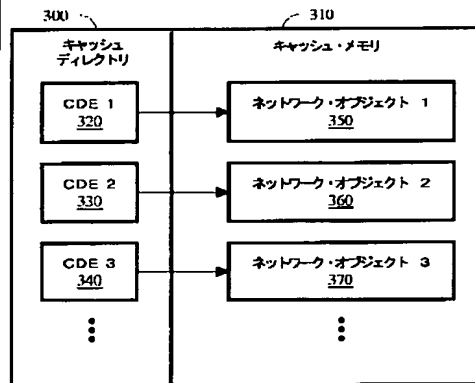 300
310
キャッシュ
ディレクトリ
キャッシュ・メモリ
CDE 1
320
ネットワーク・オブジェクト 1
350
CDE 2
330
ネットワーク・オブジェクト 2
360
CDE 3
340
ネットワーク・オブジェクト 3
370